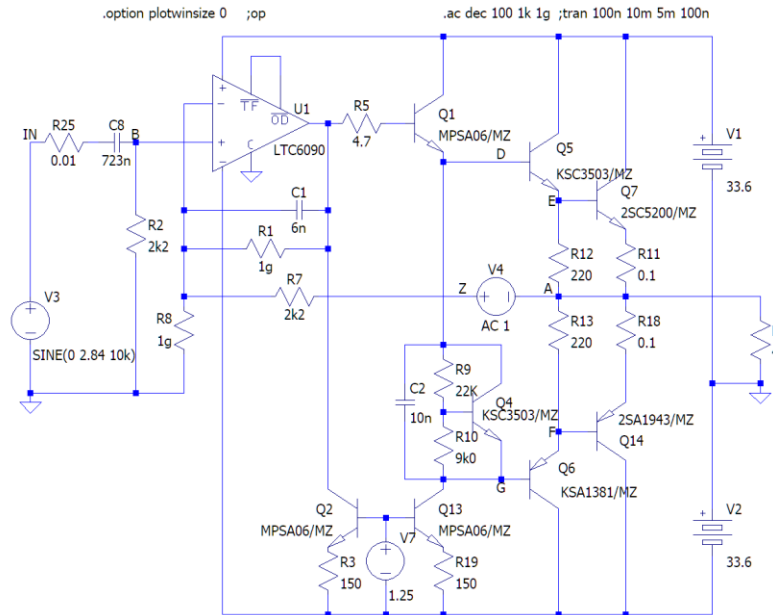 .option plotwinsize 0 ;op .ac dec 100 1k 1g ;tran 100n 10m 5m 100n
U1
TF
OD
C
LTC6090
IN
R25
0.01
C8
723n
B
R5
4.7
Q1
MPSA06/MZ
D
Q5
KSC3503/MZ
E
Q7
2SC5200/MZ
V1
33.6
C1
6n
R1
1g
R2
2k2
R7
2k2
Z
V4
AC 1
A
R12
220
R11
0.1
V3
SINE(0 2.84 10k)
R8
1g
R13
220
R18
0.1
C2
10n
R9
22K
Q4
KSC3503/MZ
R10
9k0
F
2SA1943/MZ
Q14
G
Q6
KSA1381/MZ
Q2
MPSA06/MZ
Q13
MPSA06/MZ
V7
1.25
R3
150
R19
150
V2
33.6